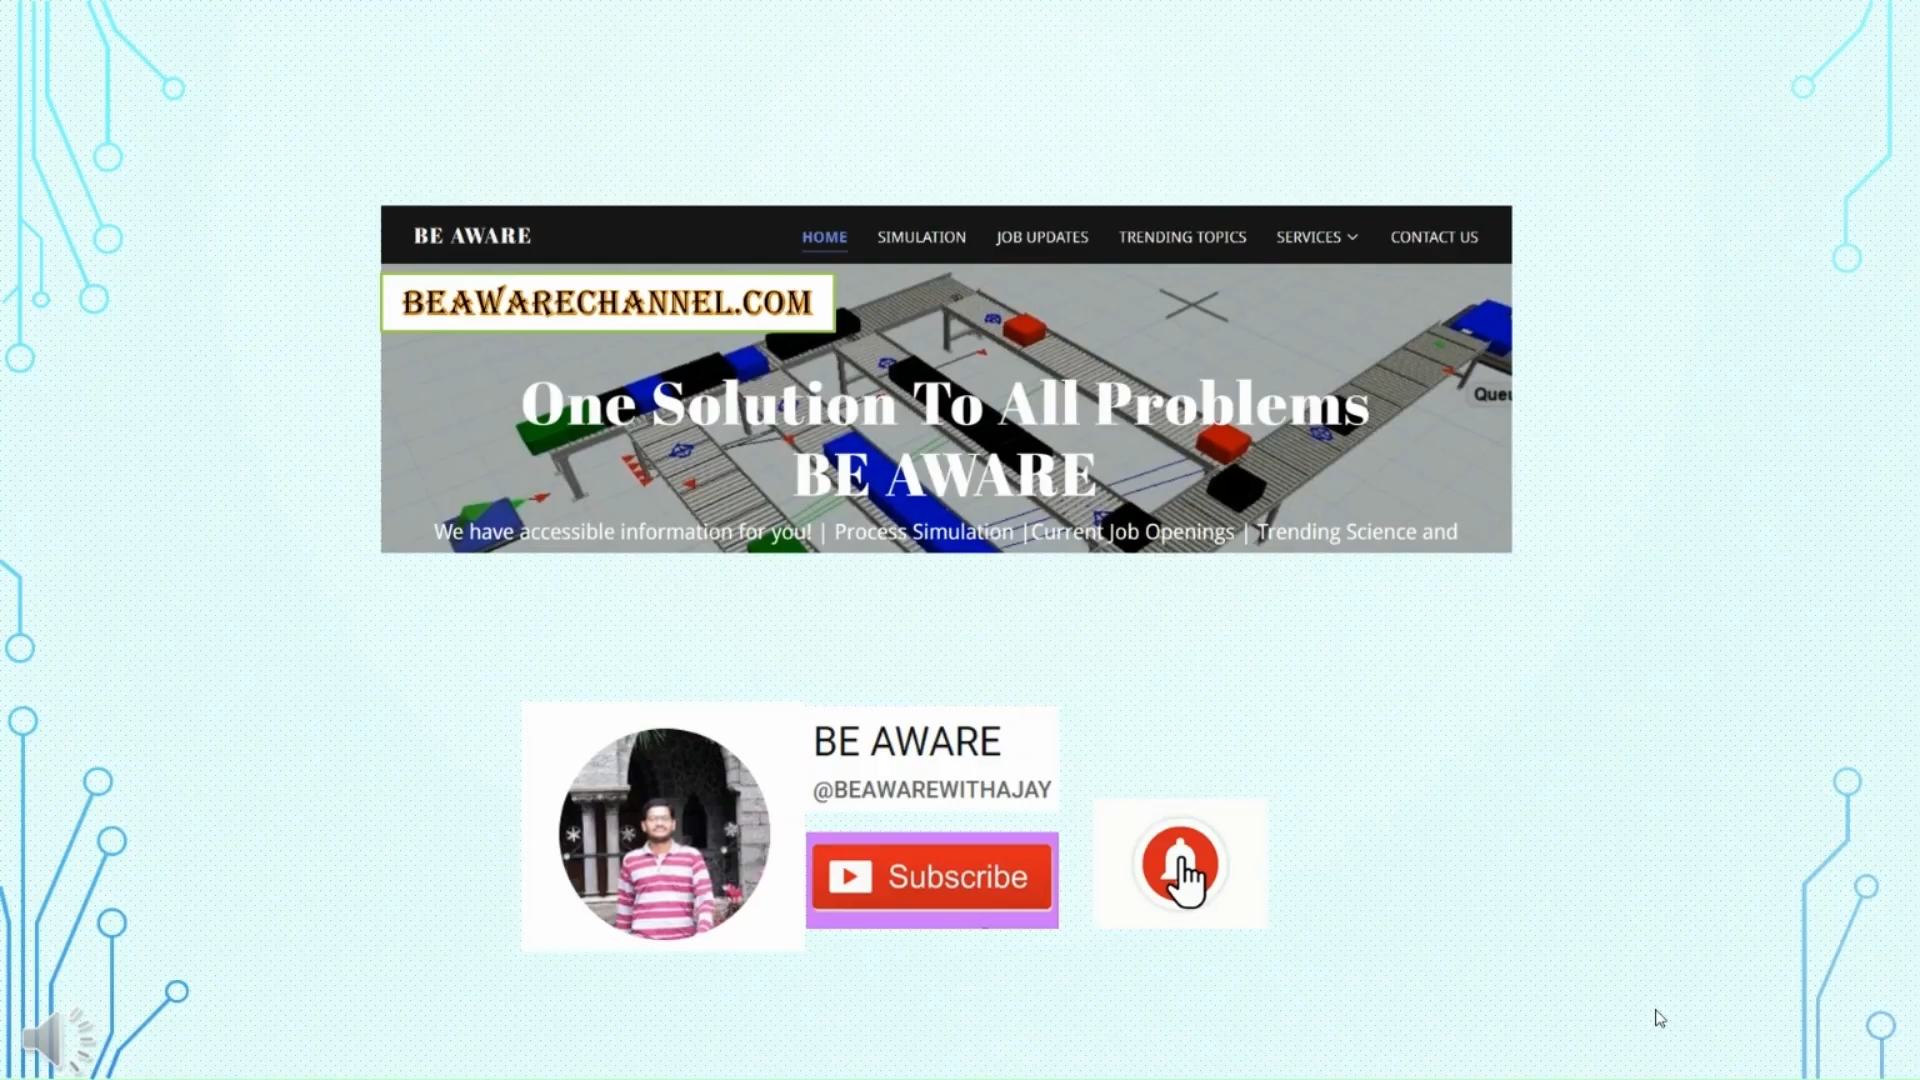 BE AWARE
HOME SIMULATION JOB UPDATES TRENDING TOPICS SERVICES CONTACT US
BEAWARECHANNEL.COM
One Solution To All Problems
BE AWARE
We have accessible information for you! | Process Simulation |Current Job Openings | Trending Science and
BE AWARE
@BEAWAREWITHAJAY
Subscribe